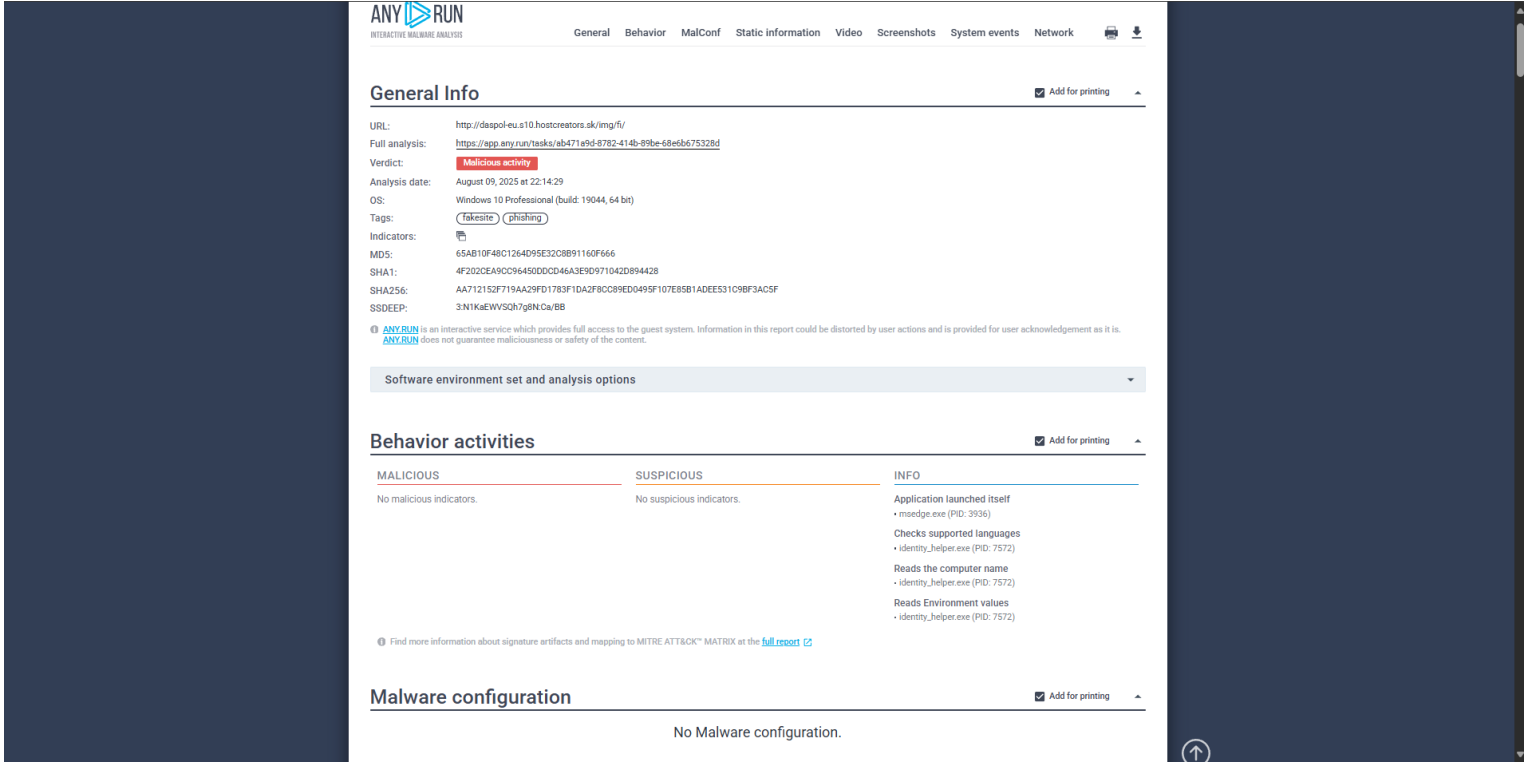 ANY RUN
INTERACTIVE MALWARE ANALYSIS
General Behavior MalConf Static information Video Screenshots System events Network
General Info
Add for printing
URL: http://daspol-eu.s10.hostcreators.sk/img/fi/
Full analysis: https://app.any.run/tasks/ab471a9d-8782-414b-89be-68e6b675328d
Verdict: Malicious activity
Analysis date: August 09, 2025 at 22:14:29
OS: Windows 10 Professional (build: 19044, 64 bit)
Tags: fakesite phishing
Indicators:
MD5: 65AB10F48C1264D95E32C8B91160F666
SHA1: 4F202CEA9CC96450DDCD46A3E9D971042D894428
SHA256: AA712152F719AA29FD1783F1DA2F8CC89ED0495F107E85B1ADEE531C9BF3AC5F
SSDEEP: 3:N1KaEWVSQh7g8N:Ca/BB
ANY.RUN is an interactive service which provides full access to the guest system. Information in this report could be distorted by user actions and is provided for user acknowledgement as it is.
ANY.RUN does not guarantee maliciousness or safety of the content.
Software environment set and analysis options
Behavior activities
Add for printing
MALICIOUS
No malicious indicators.
SUSPICIOUS
No suspicious indicators.
INFO
Application launched itself
• msedge.exe (PID: 3936)
Checks supported languages
• identity_helper.exe (PID: 7572)
Reads the computer name
• identity_helper.exe (PID: 7572)
Reads Environment values
• identity_helper.exe (PID: 7572)
Find more information about signature artifacts and mapping to MITRE ATT&CK™ MATRIX at the full report
Malware configuration
Add for printing
No Malware configuration.